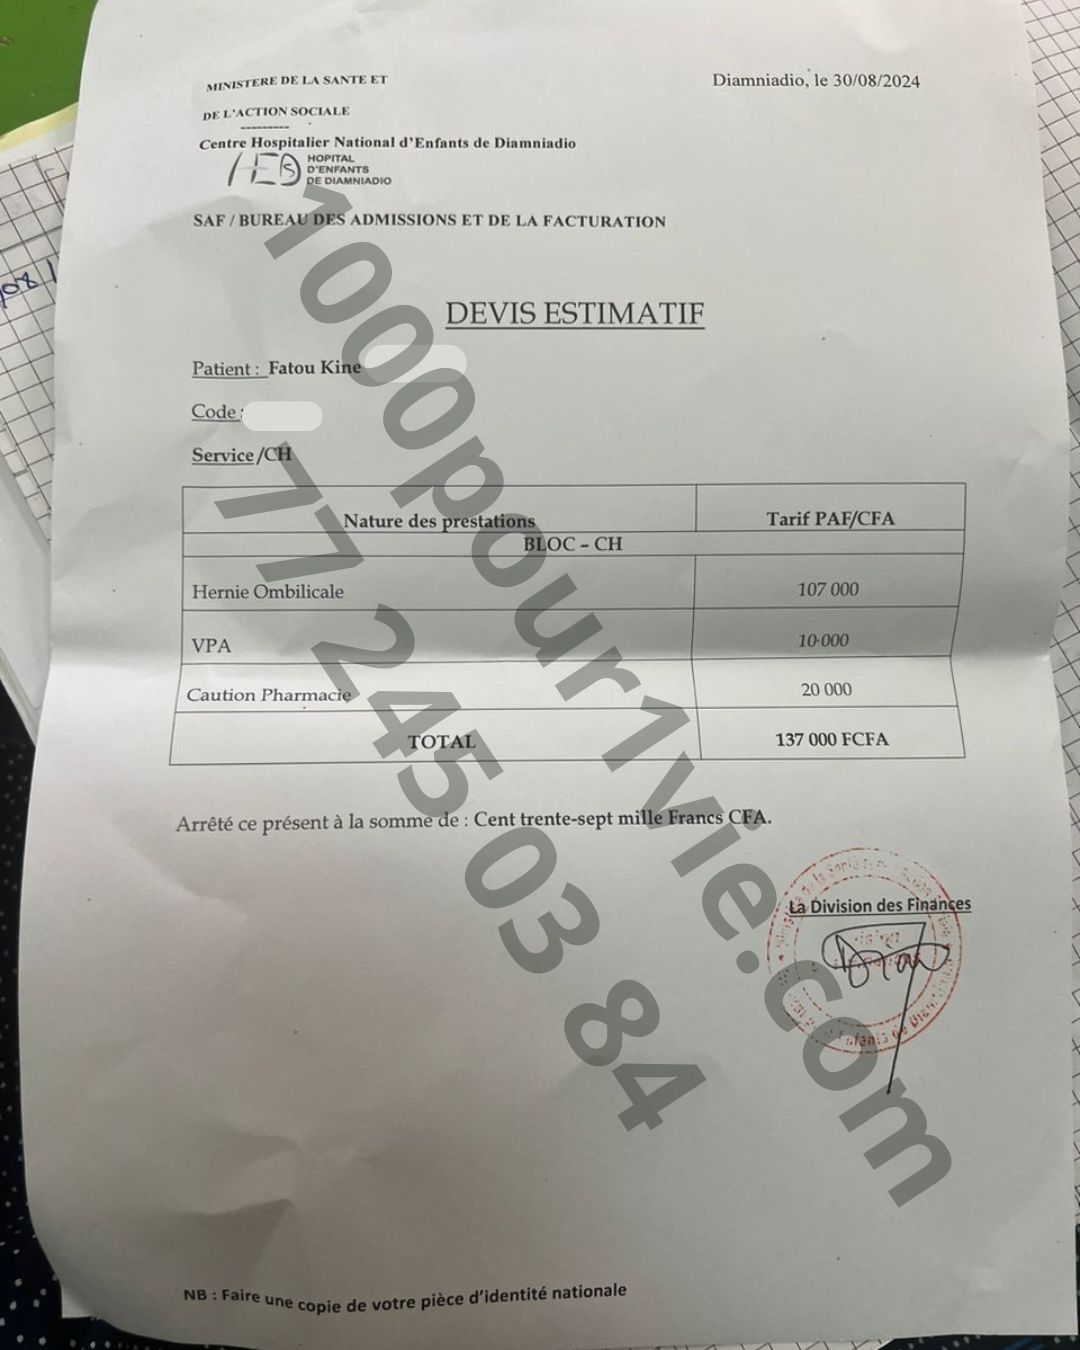 MINISTERE DE LA SANTE ET
Diamniadio, le 30/08/2024
DE L'ACTION SOCIALE
----------
Centre Hospitalier National d'Enfants de Diamniadio
HOPITAL
D'ENFANTS
DE DIAMNIADIO
SAF / BUREAU DES ADMISSIONS ET DE LA FACTURATION
DEVIS ESTIMATIF
Patient : Fatou Kine
Code :
Service /CH
Nature des prestations Tarif PAF/CFA
BLOC – CH
Hernie Ombilicale 107 000
VPA 10 000
Caution Pharmacie 20 000
TOTAL 137 000 FCFA
Arrêté ce présent à la somme de : Cent trente-sept mille Francs CFA.
La Division des Finances
NB : Faire une copie de votre pièce d'identité nationale
1000pour1vie.com
77 245 03 84